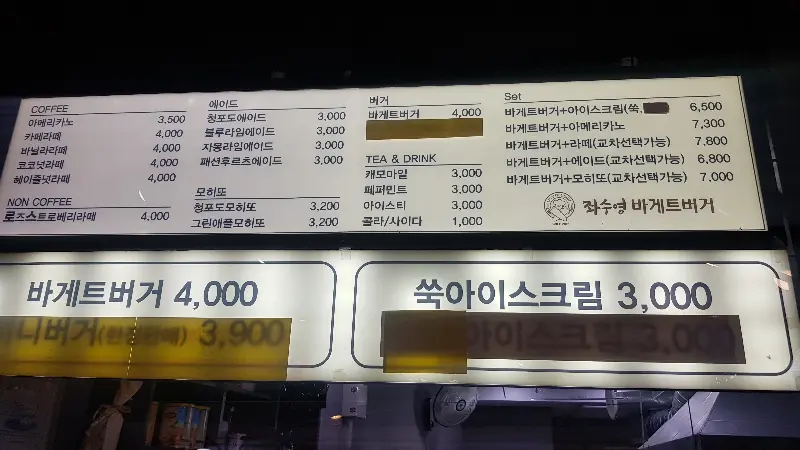 COFFEE
아메리카노 3,500
카페라떼 4,000
바닐라라떼 4,000
코코넛라떼 4,000
헤이즐넛라떼 4,000
NON COFFEE
로즈스트로베리라떼 4,000
에이드
청포도에이드 3,000
블루라임에이드 3,000
자몽라임에이드 3,000
패션후르츠에이드 3,000
모히또
청포도모히또 3,200
그린애플모히또 3,200
버거
바게트버거 4,000
TEA & DRINK
캐모마일 3,000
페퍼민트 3,000
아이스티 3,000
콜라/사이다 1,000
Set
바게트버거+아이스크림(쑥, 6,500
바게트버거+아메리카노 7,300
바게트버거+라떼(교차선택가능) 7.800
바게트버거+에이드(교차선택가능) 6,800
바게트버거+모히또(교차선택가능) 7.000
좌수영 바게트버거
바게트버거 4,000
니버거(한정판매) 3,900
쑥아이스크림 3,000
아이스크림 3,000